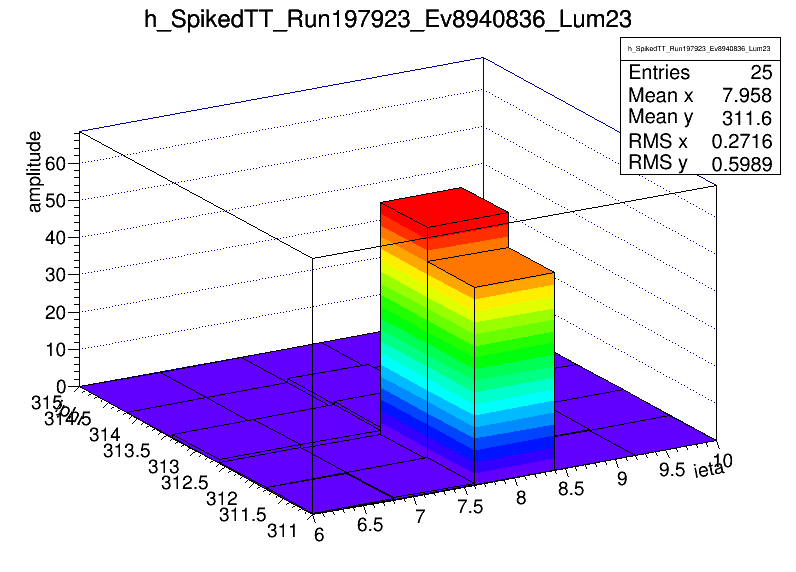 h_SpikedTT_Run197923_Ev8940836_Lum23
h_SpikedTT_Run197923_Ev8940836_Lum23
Entries 25
Mean x 7.958
Mean y 311.6
RMS x 0.2716
RMS y 0.5989
amplitude
60
50
40
30
20
10
0
315
314.5
314
313.5
313
312.5
312
311.5
311
6
6.5
7
7.5
8
8.5
9
9.5
10
ieta